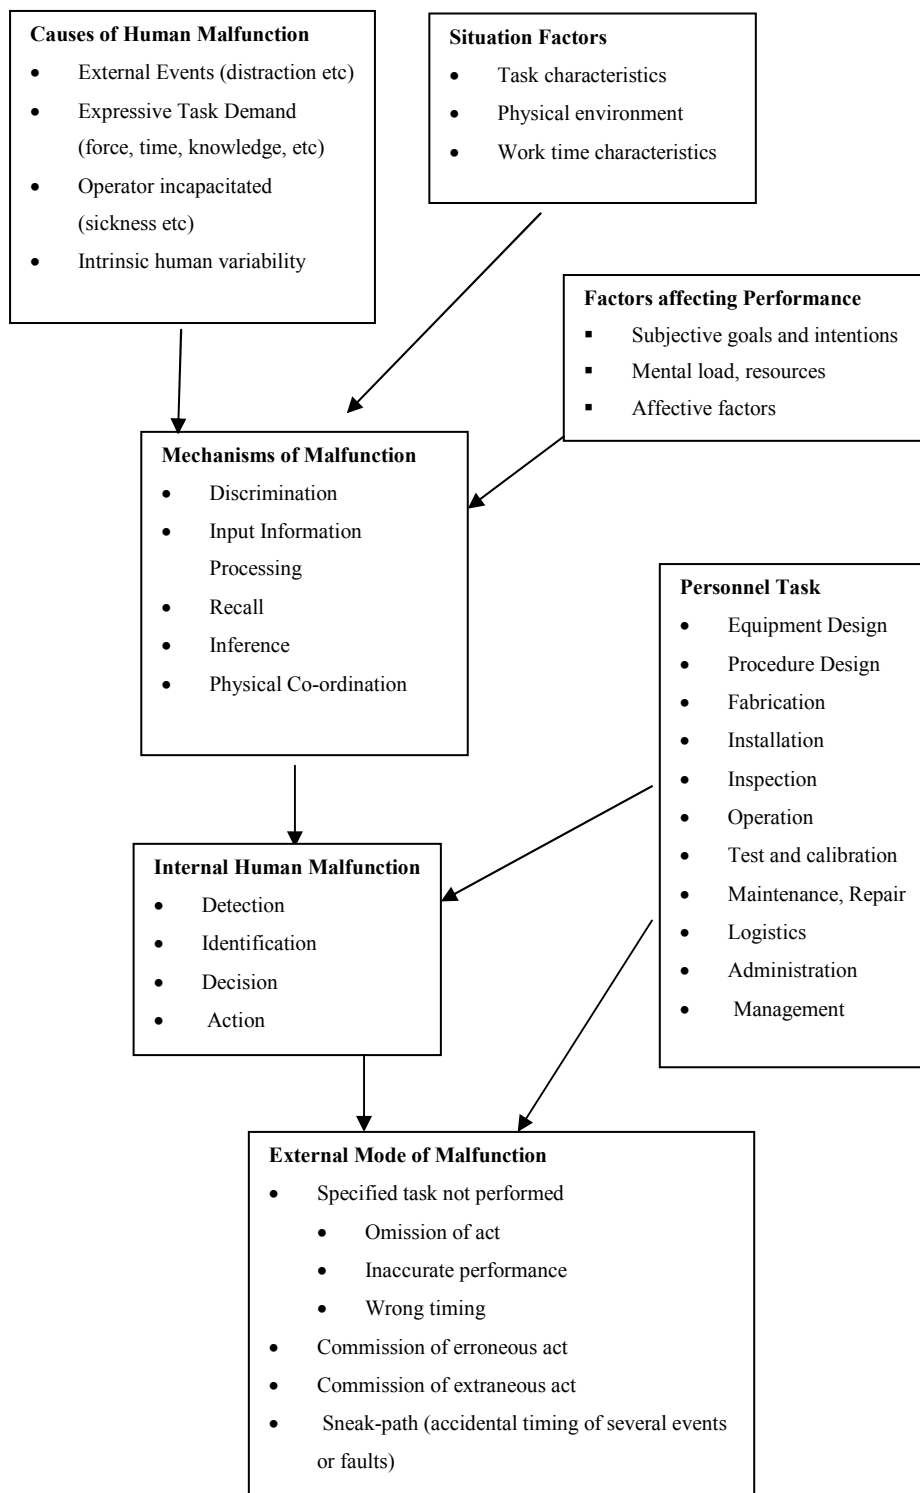 Causes of Human Malfunction
• External Events (distraction etc)
• Expressive Task Demand
(force, time, knowledge, etc)
• Operator incapacitated
(sickness etc)
• Intrinsic human variability
Situation Factors
• Task characteristics
• Physical environment
• Work time characteristics
Factors affecting Performance
▪ Subjective goals and intentions
▪ Mental load, resources
▪ Affective factors
Mechanisms of Malfunction
• Discrimination
• Input Information
Processing
• Recall
• Inference
• Physical Co-ordination
Personnel Task
• Equipment Design
• Procedure Design
• Fabrication
• Installation
• Inspection
• Operation
• Test and calibration
• Maintenance, Repair
• Logistics
• Administration
• Management
Internal Human Malfunction
• Detection
• Identification
• Decision
• Action
External Mode of Malfunction
• Specified task not performed
• Omission of act
• Inaccurate performance
• Wrong timing
• Commission of erroneous act
• Commission of extraneous act
• Sneak-path (accidental timing of several events
or faults)